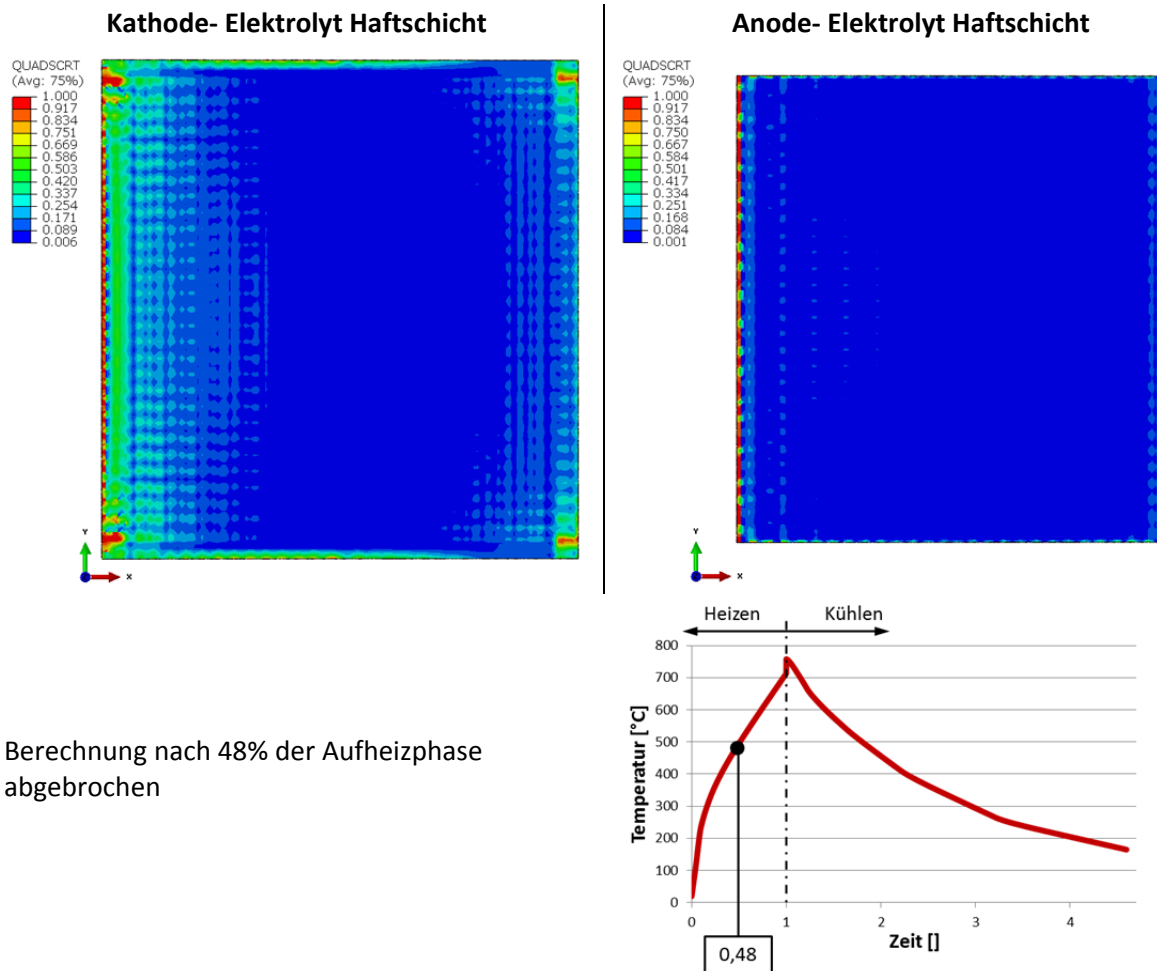 Kathode- Elektrolyt Haftschicht
QUADSCRT
(Avg: 75%)
1.000
0.917
0.834
0.751
0.669
0.586
0.503
0.420
0.337
0.254
0.171
0.089
0.006
Y
X
Anode- Elektrolyt Haftschicht
QUADSCRT
(Avg: 75%)
1.000
0.917
0.834
0.750
0.667
0.584
0.501
0.417
0.334
0.251
0.168
0.084
0.001
Y
X
Berechnung nach 48% der Aufheizphase
abgebrochen
Heizen
Kühlen
Temperatur [°C]
800
700
600
500
400
300
200
100
0
0
1
2
3
4
Zeit []
0,48